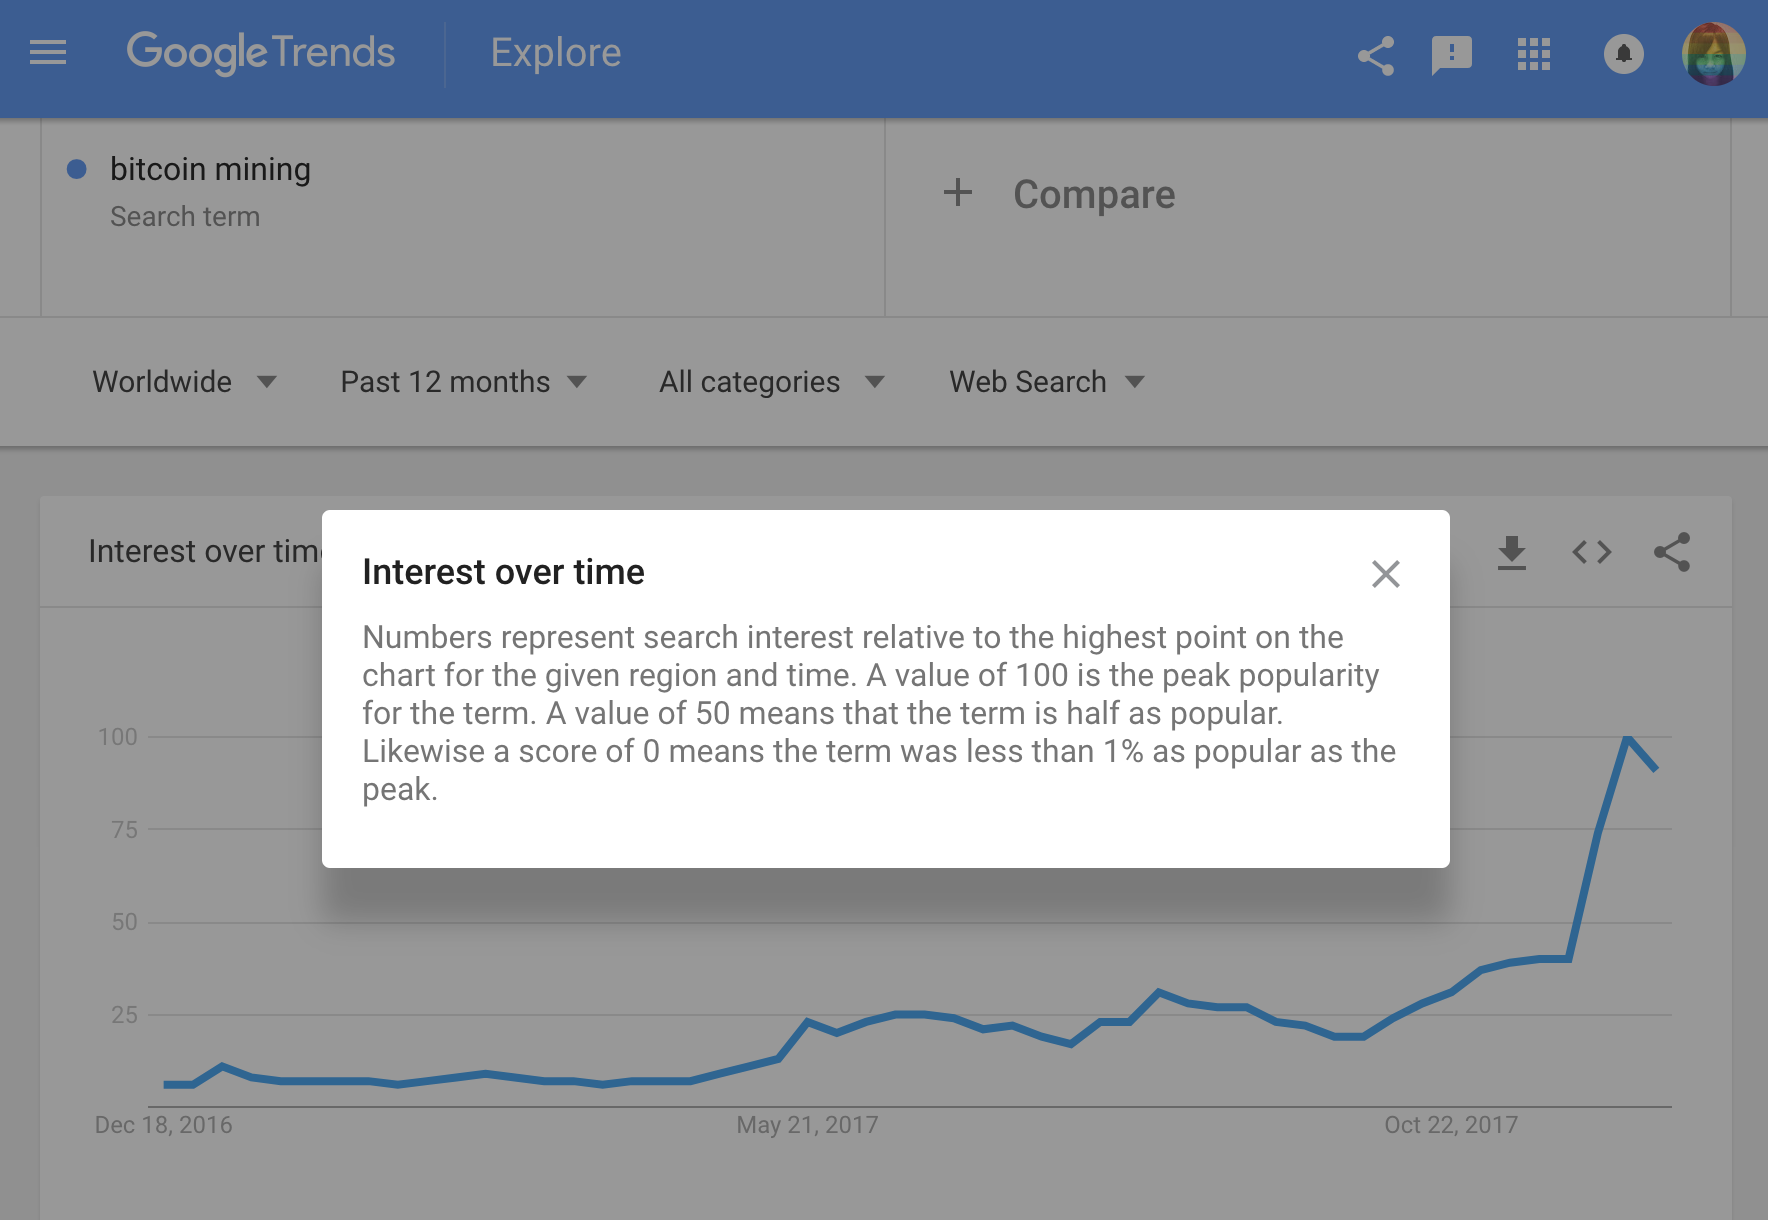 Google Trends
Explore
bitcoin mining
Search term
+ Compare
Worldwide
Past 12 months
All categories
Web Search
Interest over time
Interest over time
Numbers represent search interest relative to the highest point on the
chart for the given region and time. A value of 100 is the peak popularity
for the term. A value of 50 means that the term is half as popular.
Likewise a score of 0 means the term was less than 1% as popular as the
peak.
100
75
50
25
Dec 18, 2016
May 21, 2017
Oct 22, 2017